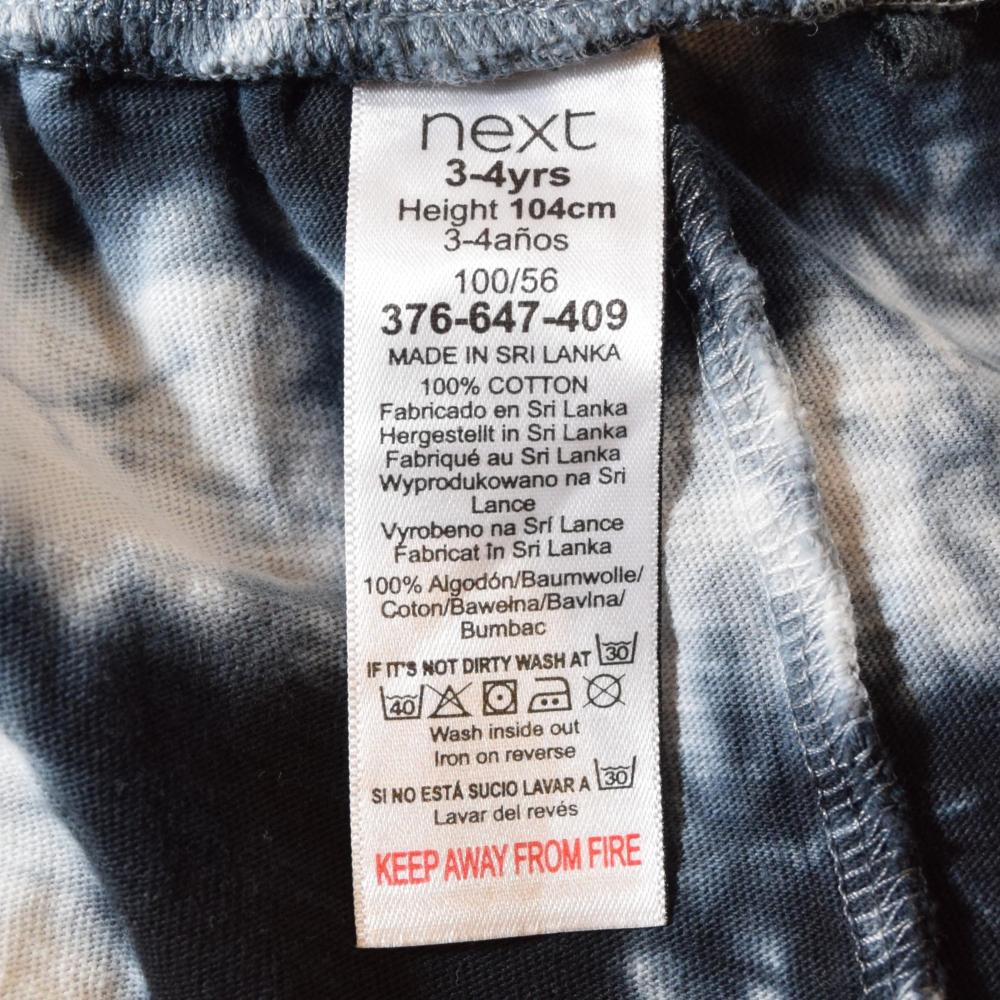 next
3-4yrs
Height 104cm
3-4años
100/56
376-647-409
MADE IN SRI LANKA
100% COTTON
Fabricado en Sri Lanka
Hergestellt in Sri Lanka
Fabriqué au Sri Lanka
Wyprodukowano na Sri
Lance
Vyrobeno na Srí Lance
Fabricat în Sri Lanka
100% Algodón/Baumwolle/
Coton/Bawełna/Bavlna/
Bumbac
IF IT'S NOT DIRTY WASH AT 30
40
Wash inside out
Iron on reverse
SI NO ESTÁ SUCIO LAVAR A 30
Lavar del revés
KEEP AWAY FROM FIRE